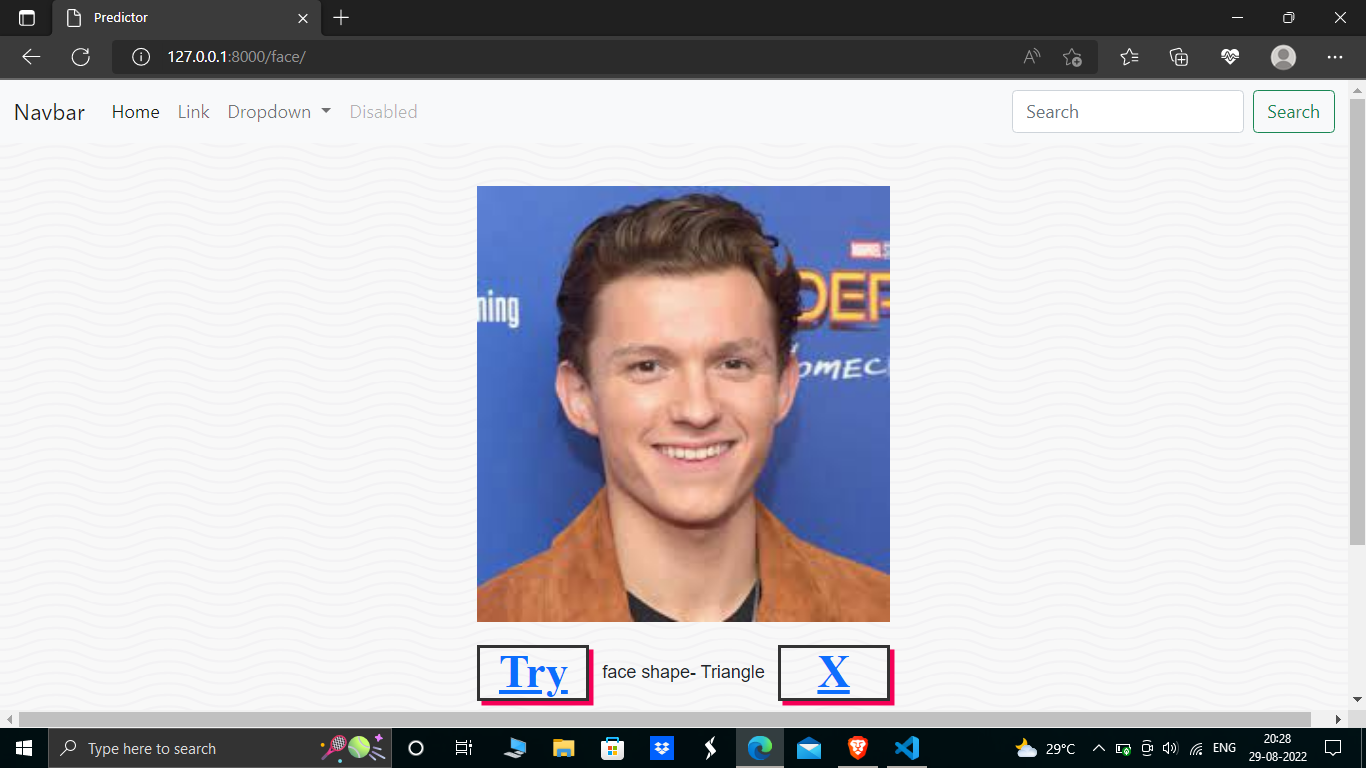 Predictor
127.0.0.1:8000/face/
Navbar Home Link Dropdown Disabled Search Search
MARVEL
ning
DER
OMEC
Try face shape- Triangle X
Type here to search 29°C ENG 20:28
29-08-2022